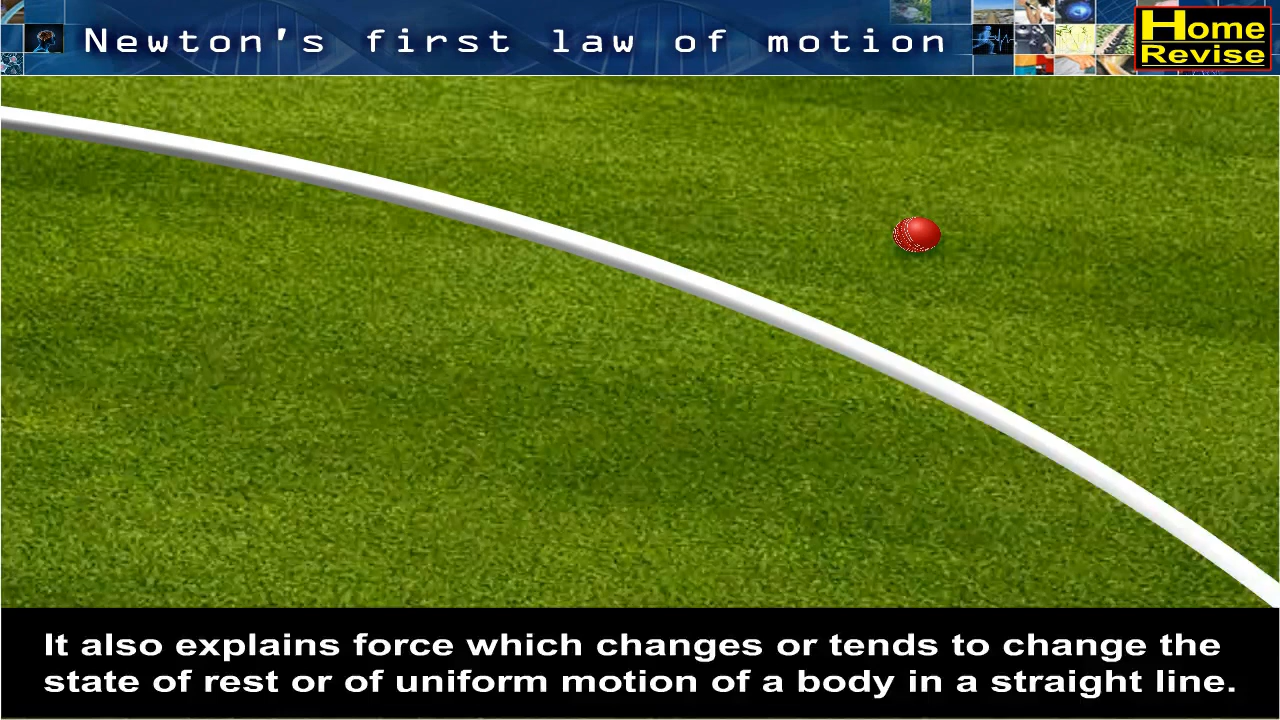 Newton's first law of motion
Home
Revise
It also explains force which changes or tends to change the
state of rest or of uniform motion of a body in a straight line.